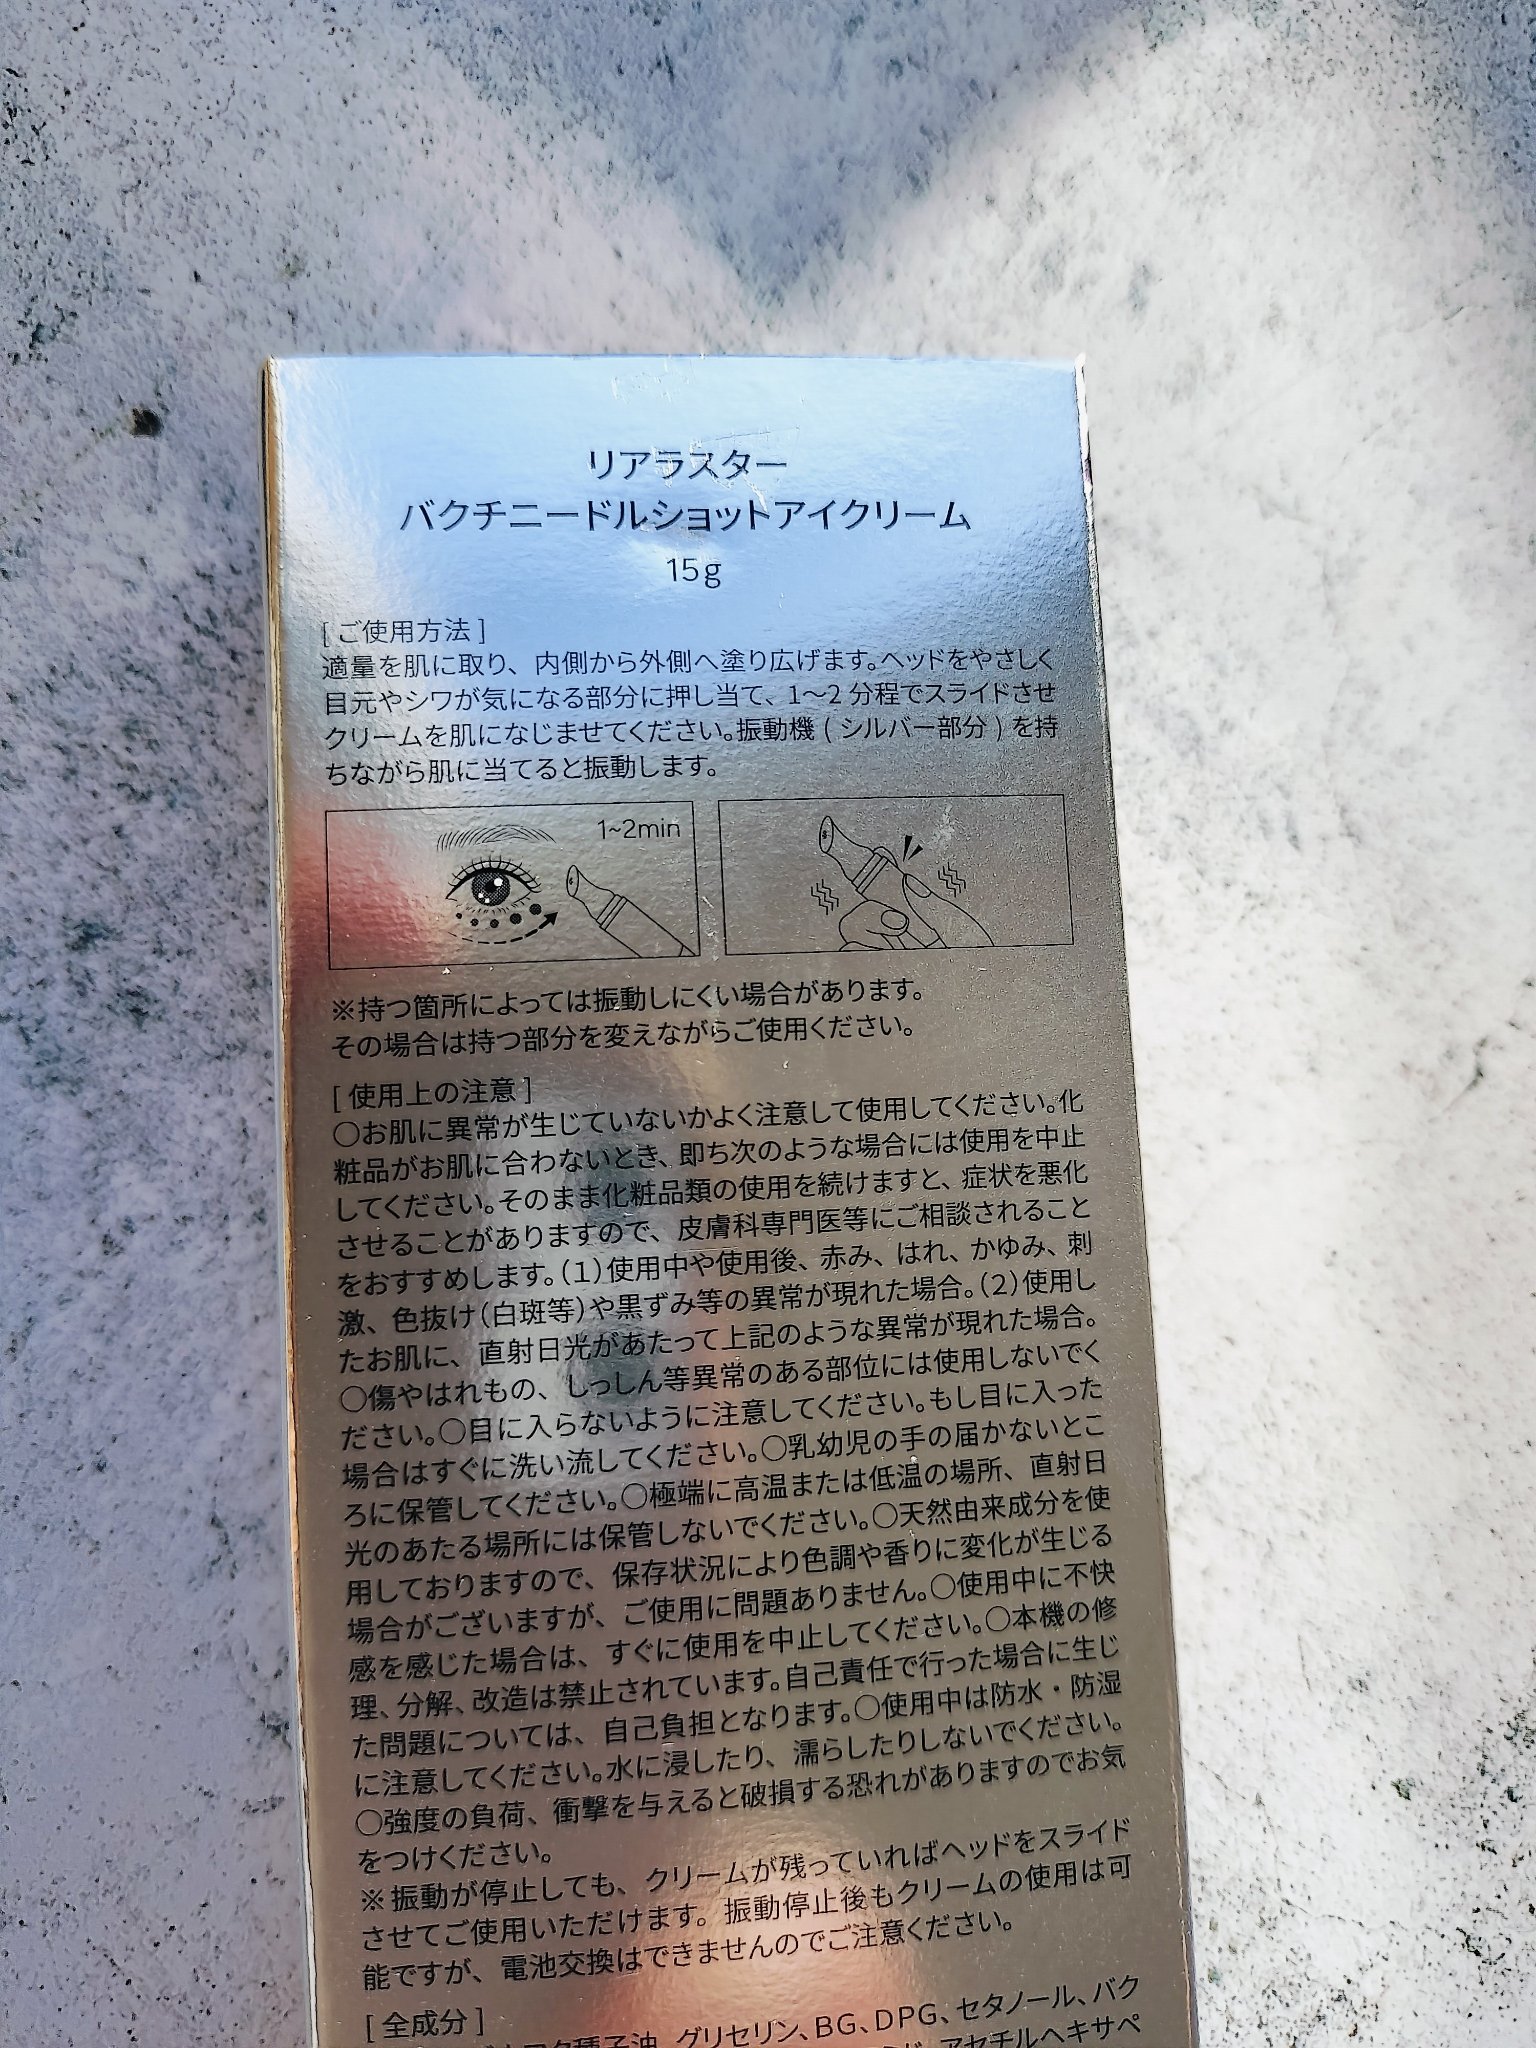 リアラスター
バクチニードルショットアイクリーム
15g
[ ご使用方法 ]
適量を肌に取り、内側から外側へ塗り広げます。ヘッドをやさしく
目元やシワが気になる部分に押し当て、1～2 分程でスライドさせ
クリームを肌になじませてください。振動機 ( シルバー部分 ) を持
ちながら肌に当てると振動します。
1~2min
※持つ箇所によっては振動しにくい場合があります。
その場合は持つ部分を変えながらご使用ください。
[ 使用上の注意 ]
○お肌に異常が生じていないかよく注意して使用してください。化
粧品がお肌に合わないとき、即ち次のような場合には使用を中止
してください。そのまま化粧品類の使用を続けますと、症状を悪化
させることがありますので、皮膚科専門医等にご相談されること
をおすすめします。(1)使用中や使用後、赤み、はれ、かゆみ、刺
激、色抜け(白斑等)や黒ずみ等の異常が現れた場合。(2)使用し
たお肌に、直射日光があたって上記のような異常が現れた場合。
○傷やはれもの、しっしん等異常のある部位には使用しないでく
ださい。○目に入らないように注意してください。もし目に入った
場合はすぐに洗い流してください。○乳幼児の手の届かないとこ
ろに保管してください。○極端に高温または低温の場所、直射日
光のあたる場所には保管しないでください。○天然由来成分を使
用しておりますので、保存状況により色調や香りに変化が生じる
場合がございますが、ご使用に問題ありません。○使用中に不快
感を感じた場合は、すぐに使用を中止してください。○本機の修
理、分解、改造は禁止されています。自己責任で行った場合に生じ
た問題については、自己負担となります。○使用中は防水・防湿
に注意してください。水に浸したり、濡らしたりしないでください。
○強度の負荷、衝撃を与えると破損する恐れがありますのでお気
をつけください。
※振動が停止しても、クリームが残っていればヘッドをスライド
させてご使用いただけます。振動停止後もクリームの使用は可
能ですが、電池交換はできませんのでご注意ください。
[ 全成分 ]
種子油、グリセリン、BG、DPG、セタノール、バク
アセチルヘキサペ